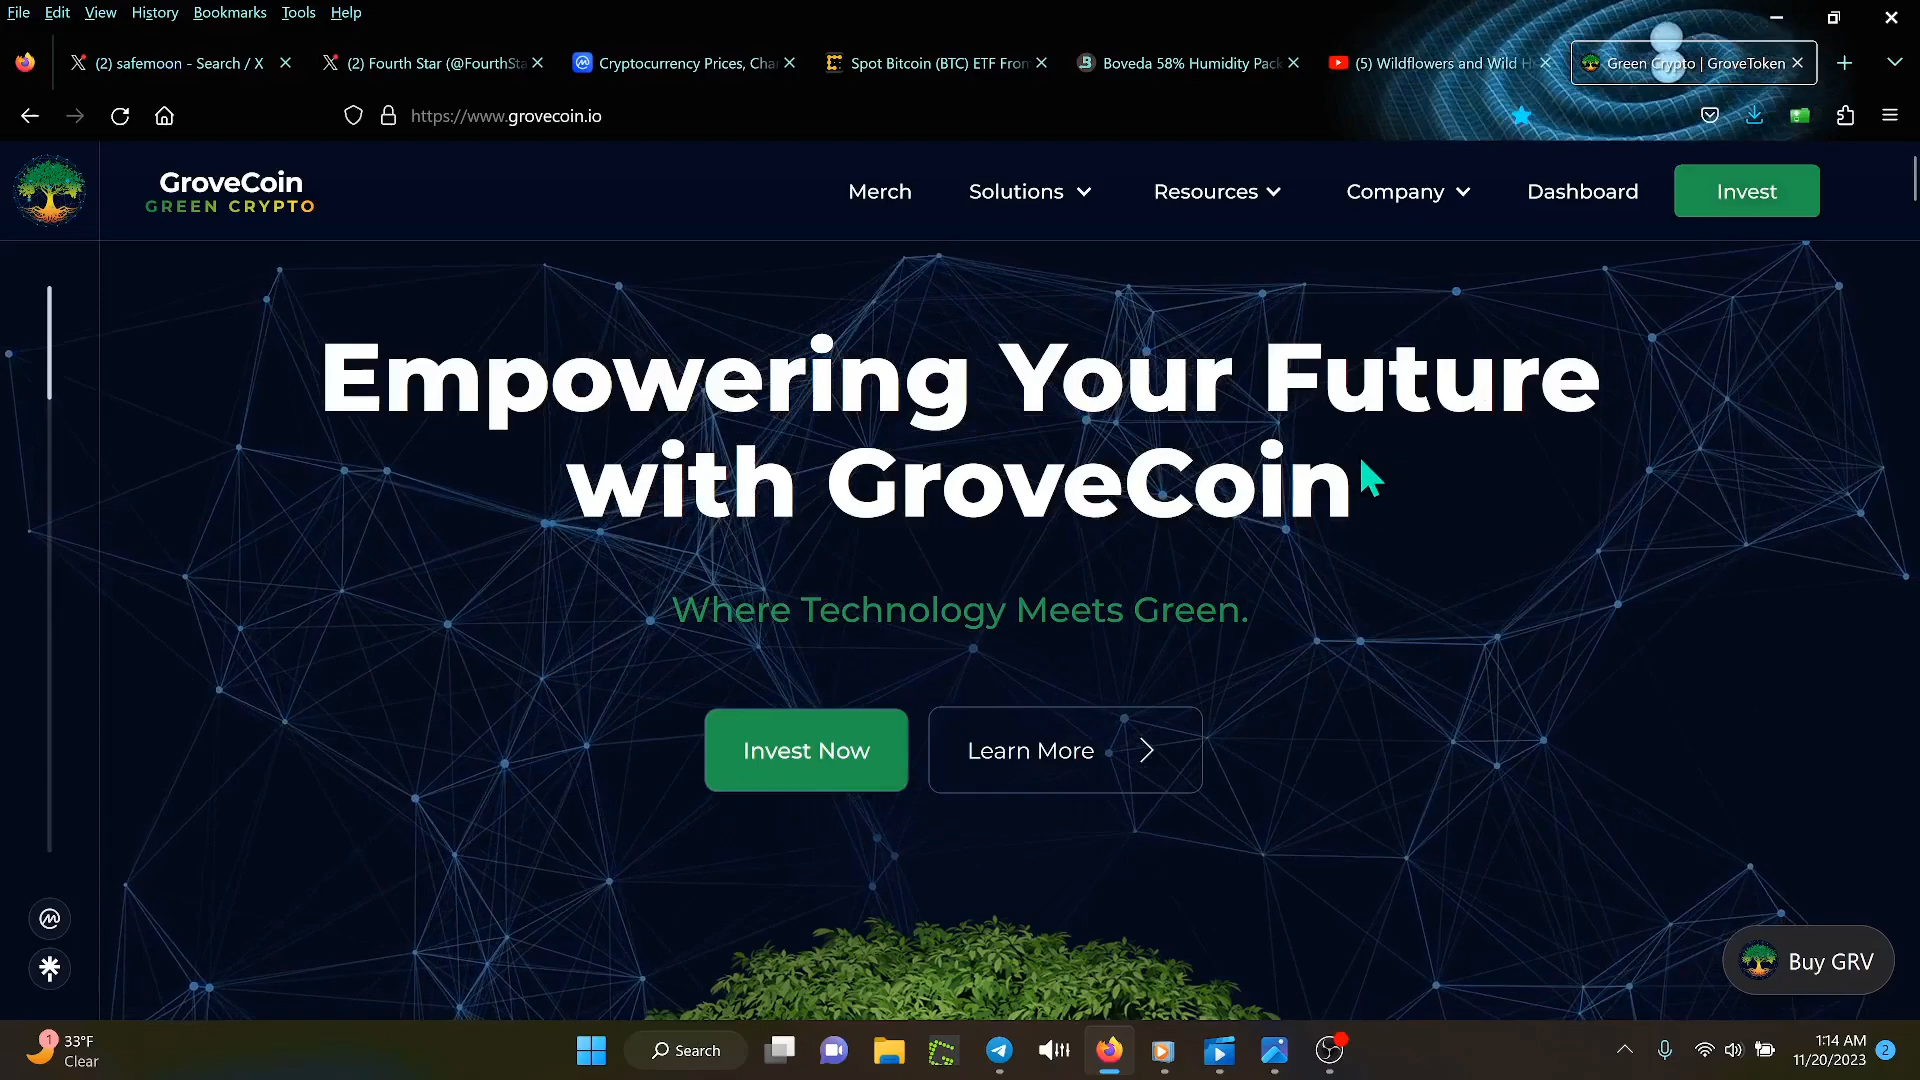 File Edit View History Bookmarks Tools Help
(2) safemoon - Search / X
(2) Fourth Star (@FourthSta
Cryptocurrency Prices, Cha
Spot Bitcoin (BTC) ETF Fron
Boveda 58% Humidity Pack
(5) Wildflowers and Wild H
Green Crypto | GroveToken
https://www.grovecoin.io
GroveCoin
GREEN CRYPTO
Merch
Solutions
Resources
Company
Dashboard
Invest
Empowering Your Future
with GroveCoin
Where Technology Meets Green.
Invest Now
Learn More
Buy GRV
1
33°F
Clear
Search
1:14 AM
11/20/2023
2